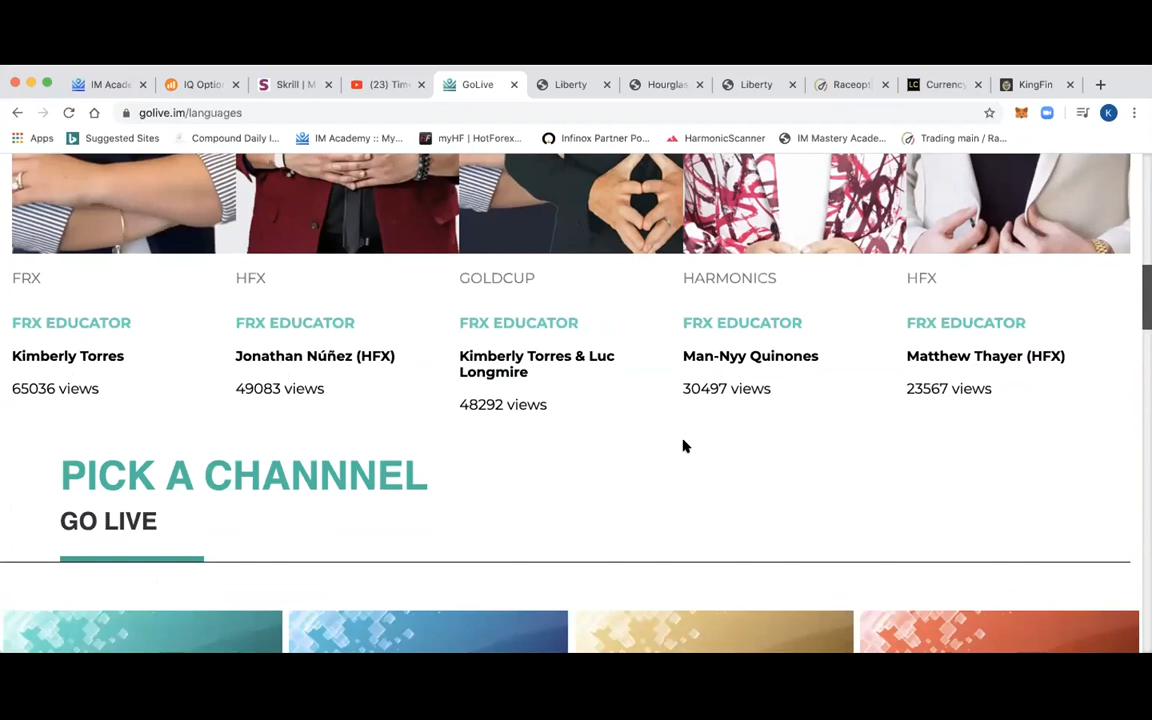 IM Acade
IQ Optio
Skrill | M
(23) Tim
GoLive
Liberty
Hourglas
Liberty
Raceopt
Currency
KingFin
golive.im/languages
K
Apps
Suggested Sites
Compound Daily I...
IM Academy :: My...
myHF | HotForex...
Infinox Partner Po...
HarmonicScanner
IM Mastery Acade...
Trading main / Ra...
FRX
HFX
GOLDCUP
HARMONICS
HFX
FRX EDUCATOR
FRX EDUCATOR
FRX EDUCATOR
FRX EDUCATOR
FRX EDUCATOR
Kimberly Torres
Jonathan Núñez (HFX)
Kimberly Torres & Luc
Longmire
Man-Nyy Quinones
Matthew Thayer (HFX)
65036 views
49083 views
48292 views
30497 views
23567 views
PICK A CHANNNEL
GO LIVE